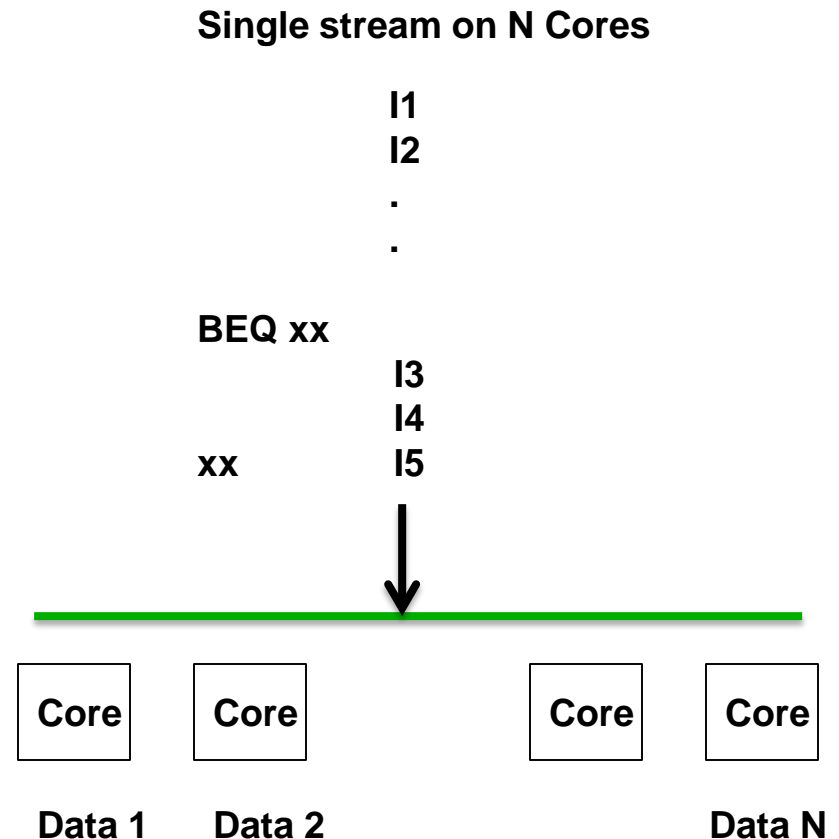 Single stream on N Cores
I1
I2
.
.
BEQ xx
I3
I4
xx I5
Core Core Core Core
Data 1 Data 2 Data N